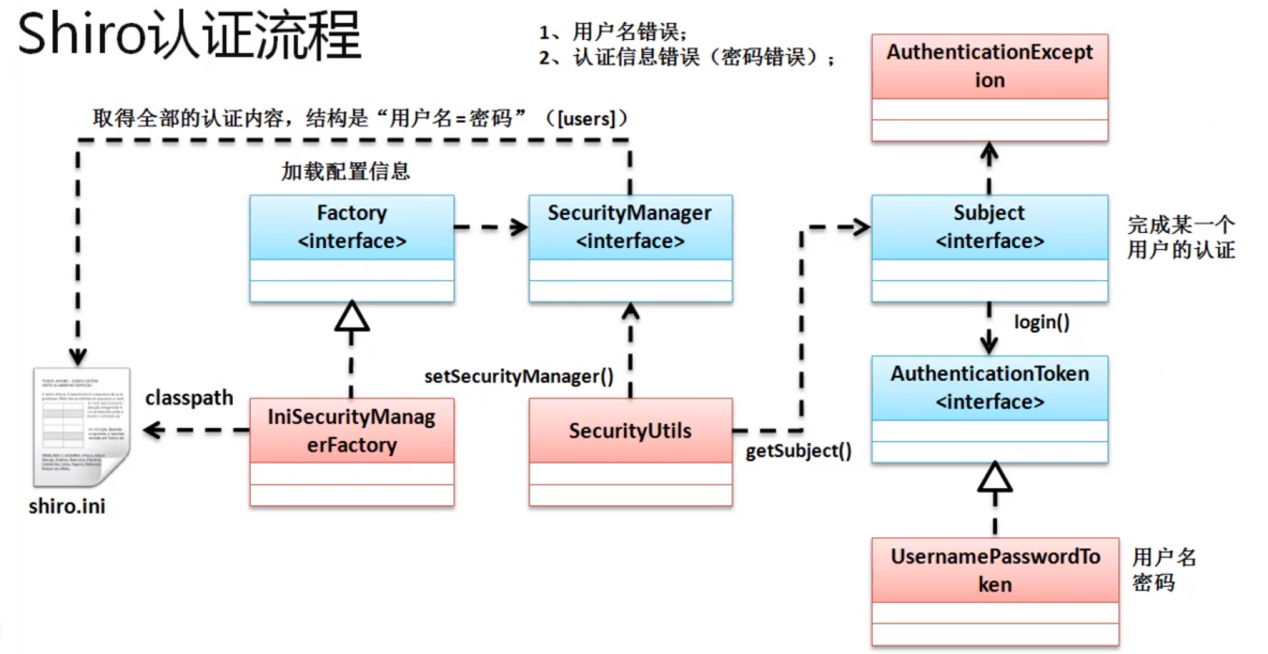 Shiro认证流程
1、用户名错误;
2、认证信息错误（密码错误）;
取得全部的认证内容，结构是“用户名=密码”（[users]）
加载配置信息
AuthenticationExcept
ion
Factory
<interface>
SecurityManager
<interface>
Subject
<interface>
完成某一个
用户的认证
login()
setSecurityManager()
classpath
IniSecurityManag
erFactory
SecurityUtils
getSubject()
AuthenticationToken
<interface>
shiro.ini
UsernamePasswordTo
ken
用户名
密码